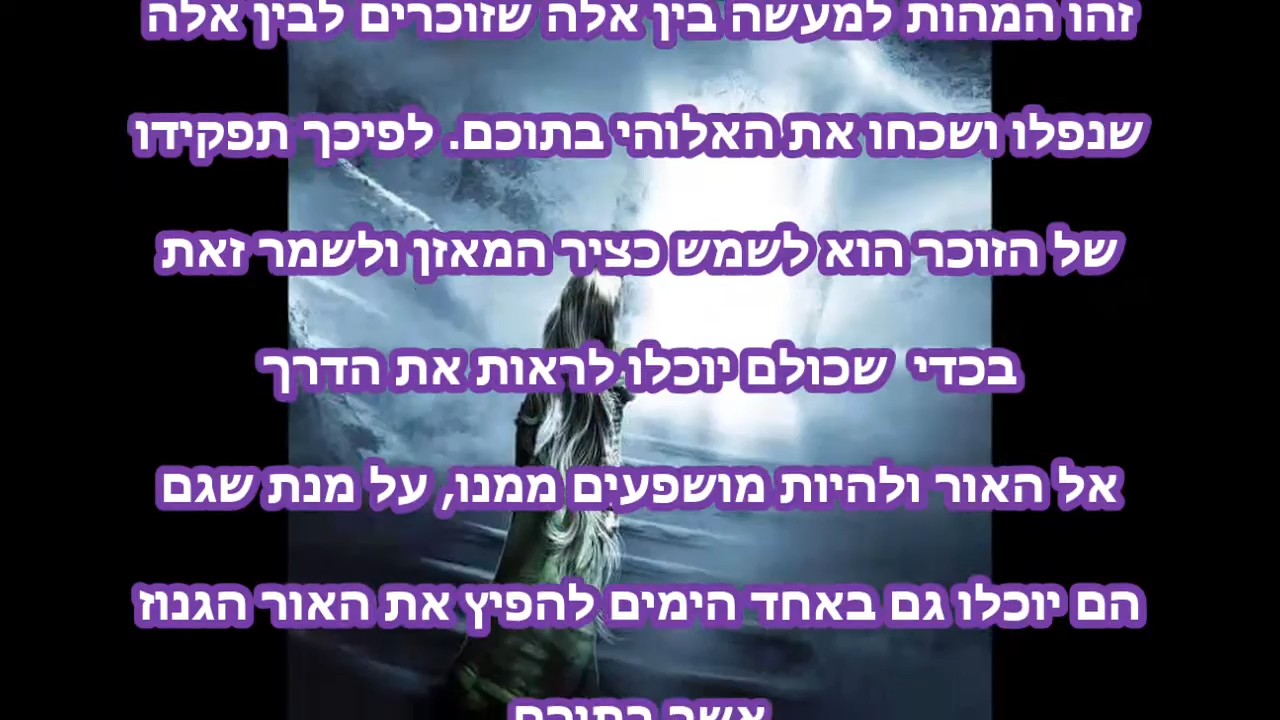 זהו המהות למעשה בין אלה שזוכרים לבין אלה
שנפלו ושכחו את האלוהי בתוכם. לפיכך תפקידו
של הזוכר הוא לשמש כציר המאזן ולשמר זאת
בכדי שכולם יוכלו לראות את הדרך
אל האור ולהיות מושפעים ממנו, על מנת שגם
הם יוכלו גם באחד הימים להפיץ את האור הגנוז
אשר בתוכם